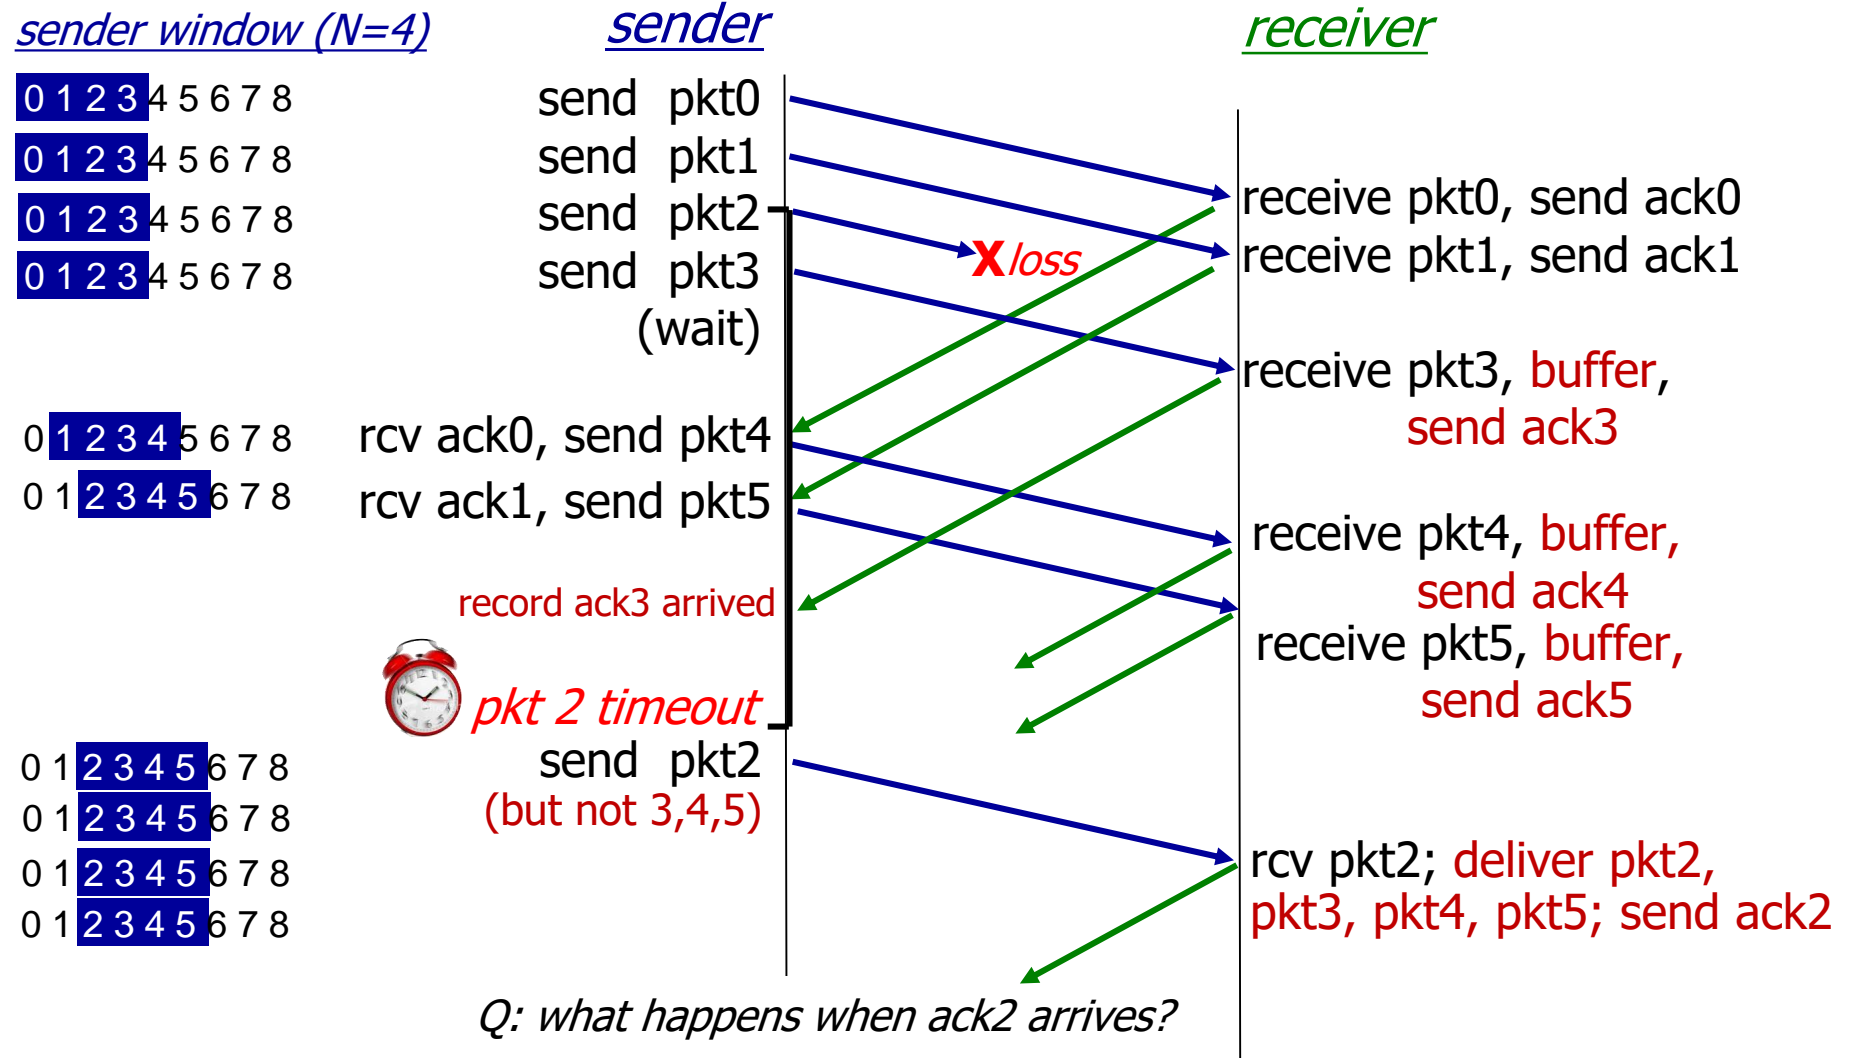 sender window (N=4)
sender
receiver
0 1 2 3 4 5 6 7 8
send pkt0
0 1 2 3 4 5 6 7 8
send pkt1
receive pkt0, send ack0
0 1 2 3 4 5 6 7 8
send pkt2
X loss
receive pkt1, send ack1
0 1 2 3 4 5 6 7 8
send pkt3
(wait)
receive pkt3, buffer,
send ack3
0 1 2 3 4 5 6 7 8
rcv ack0, send pkt4
0 1 2 3 4 5 6 7 8
rcv ack1, send pkt5
receive pkt4, buffer,
send ack4
record ack3 arrived
receive pkt5, buffer,
send ack5
pkt 2 timeout
0 1 2 3 4 5 6 7 8
send pkt2
0 1 2 3 4 5 6 7 8
(but not 3,4,5)
0 1 2 3 4 5 6 7 8
rcv pkt2; deliver pkt2,
0 1 2 3 4 5 6 7 8
pkt3, pkt4, pkt5; send ack2
Q: what happens when ack2 arrives?